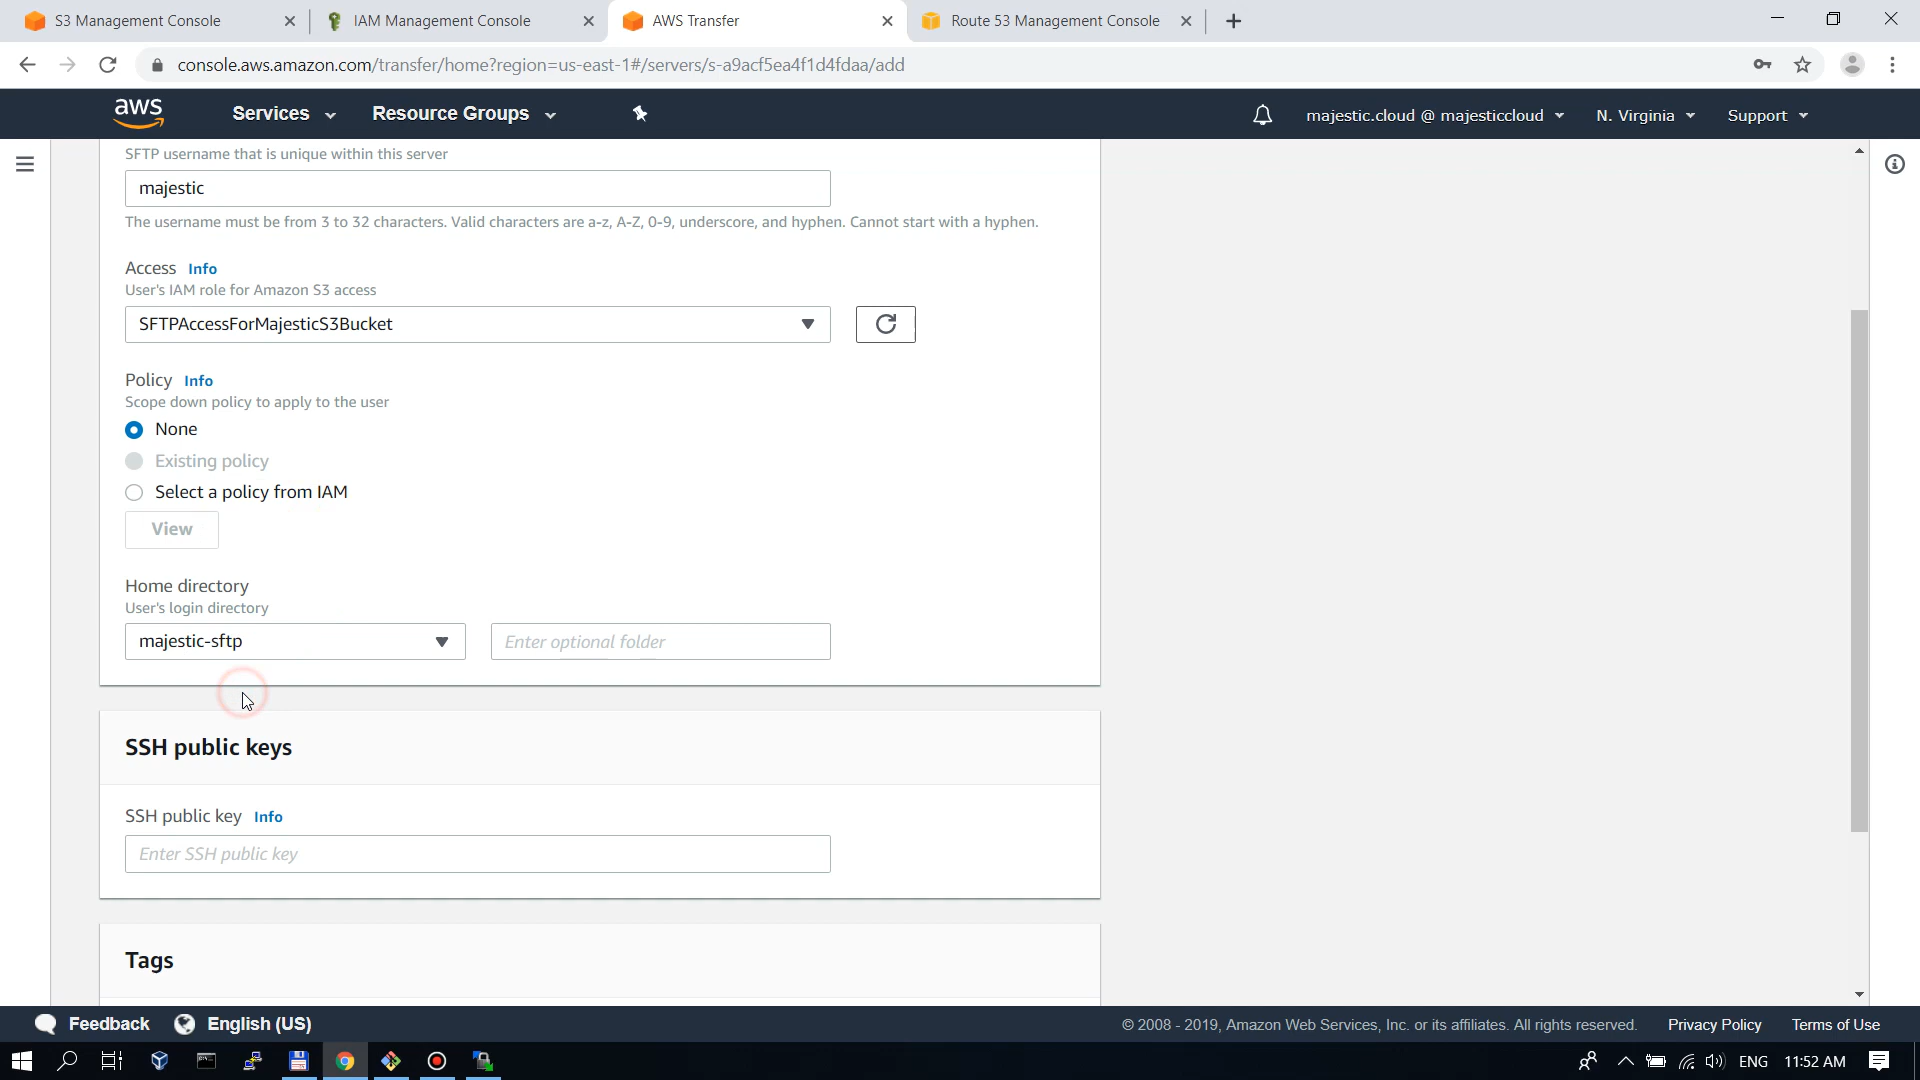 S3 Management Console
IAM Management Console
AWS Transfer
Route 53 Management Console
console.aws.amazon.com/transfer/home?region=us-east-1#/servers/s-a9acf5ea4f1d4fdaa/add
aws
Services
Resource Groups
majestic.cloud @ majesticcloud
N. Virginia
Support
SFTP username that is unique within this server
majestic
The username must be from 3 to 32 characters. Valid characters are a-z, A-Z, 0-9, underscore, and hyphen. Cannot start with a hyphen.
Access Info
User's IAM role for Amazon S3 access
SFTPAccessForMajesticS3Bucket
Policy Info
Scope down policy to apply to the user
None
Existing policy
Select a policy from IAM
View
Home directory
User's login directory
majestic-sftp
Enter optional folder
SSH public keys
SSH public key Info
Enter SSH public key
Tags
Feedback
English (US)
© 2008 - 2019, Amazon Web Services, Inc. or its affiliates. All rights reserved.
Privacy Policy
Terms of Use
ENG
11:52 AM